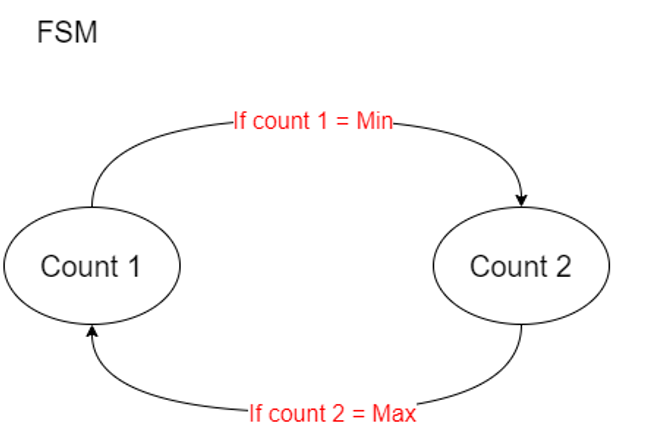 FSM
If count 1 = Min
Count 1
Count 2
If count 2 = Max